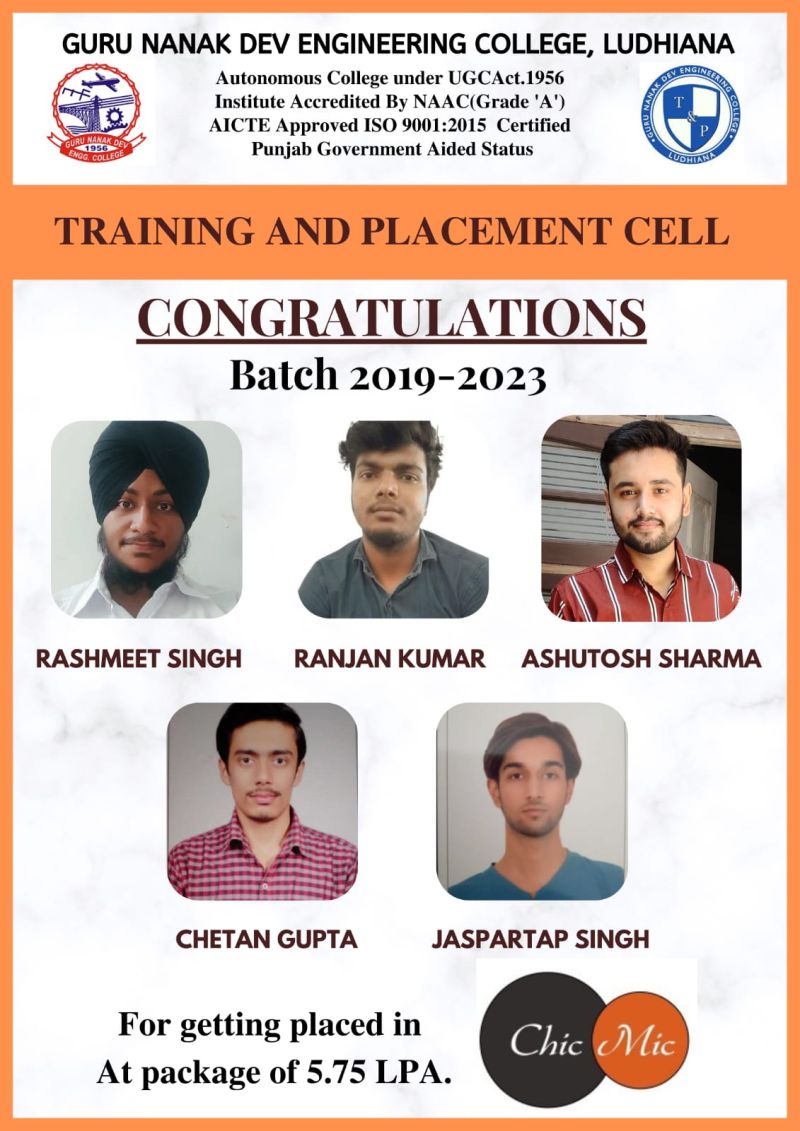 GURU NANAK DEV ENGINEERING COLLEGE, LUDHIANA
Autonomous College under UGCAct.1956
Institute Accredited By NAAC(Grade 'A')
AICTE Approved ISO 9001:2015 Certified
Punjab Government Aided Status
GURU NANAK DEV
1956
ENGG. COLLEGE
GURU NANAK DEV ENGINEERING COLLEGE
T & P
LUDHIANA
TRAINING AND PLACEMENT CELL
CONGRATULATIONS
Batch 2019-2023
RASHMEET SINGH
RANJAN KUMAR
ASHUTOSH SHARMA
CHETAN GUPTA
JASPARTAP SINGH
For getting placed in
At package of 5.75 LPA.
Chic Mic